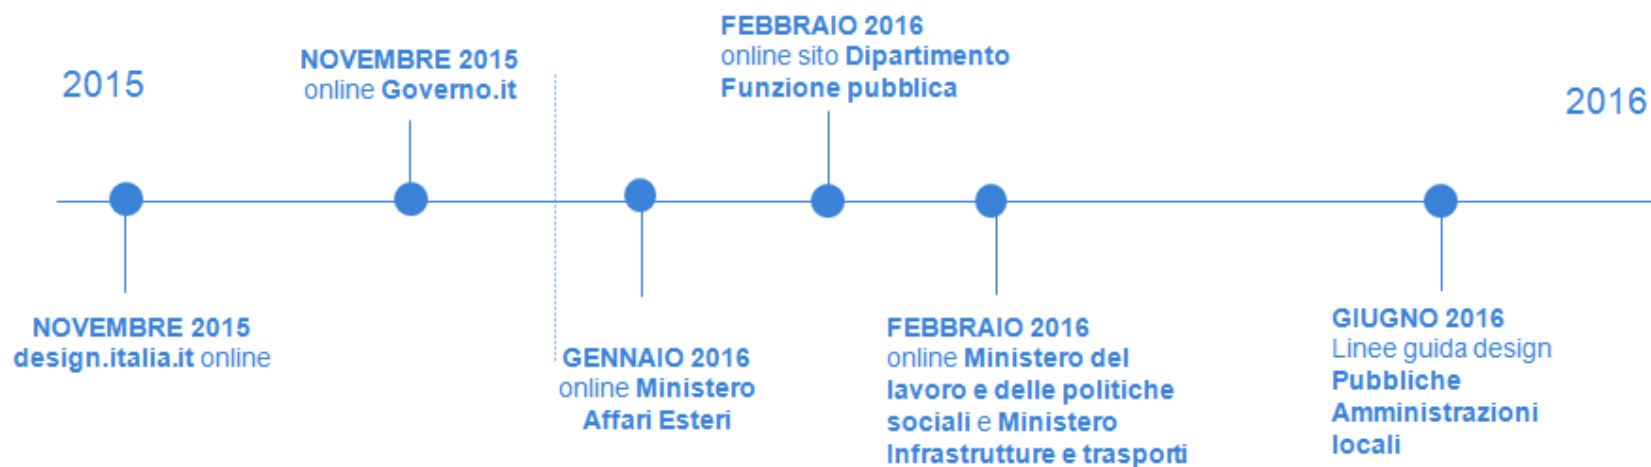 2015
NOVEMBRE 2015
design.italia.it online
NOVEMBRE 2015
online Governo.it
GENNAIO 2016
online Ministero
Affari Esteri
FEBBRAIO 2016
online sito Dipartimento
Funzione pubblica
FEBBRAIO 2016
online Ministero del
lavoro e delle politiche
sociali e Ministero
Infrastrutture e trasporti
GIUGNO 2016
Linee guida design
Pubbliche
Amministrazioni
locali
2016